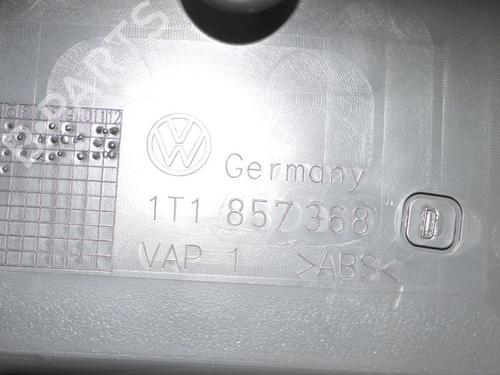 Germany
1T1 857 368
VAP 1 >ABS<